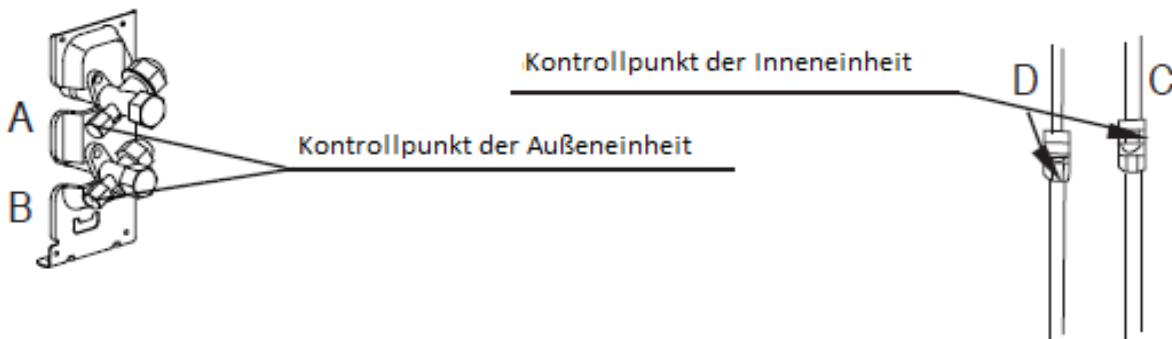 Kontrollpunkt der Inneneinheit
D
C
A
Kontrollpunkt der Außeneinheit
B